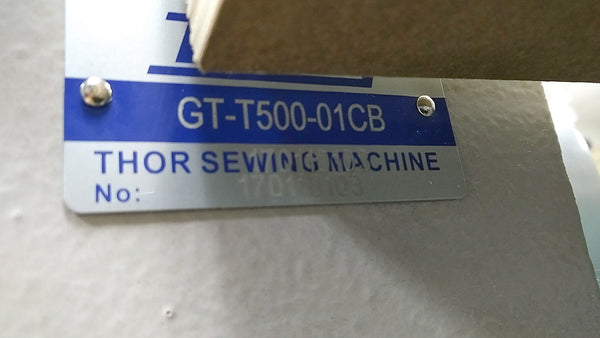 GT-T500-01CB
THOR SEWING MACHINE
No: